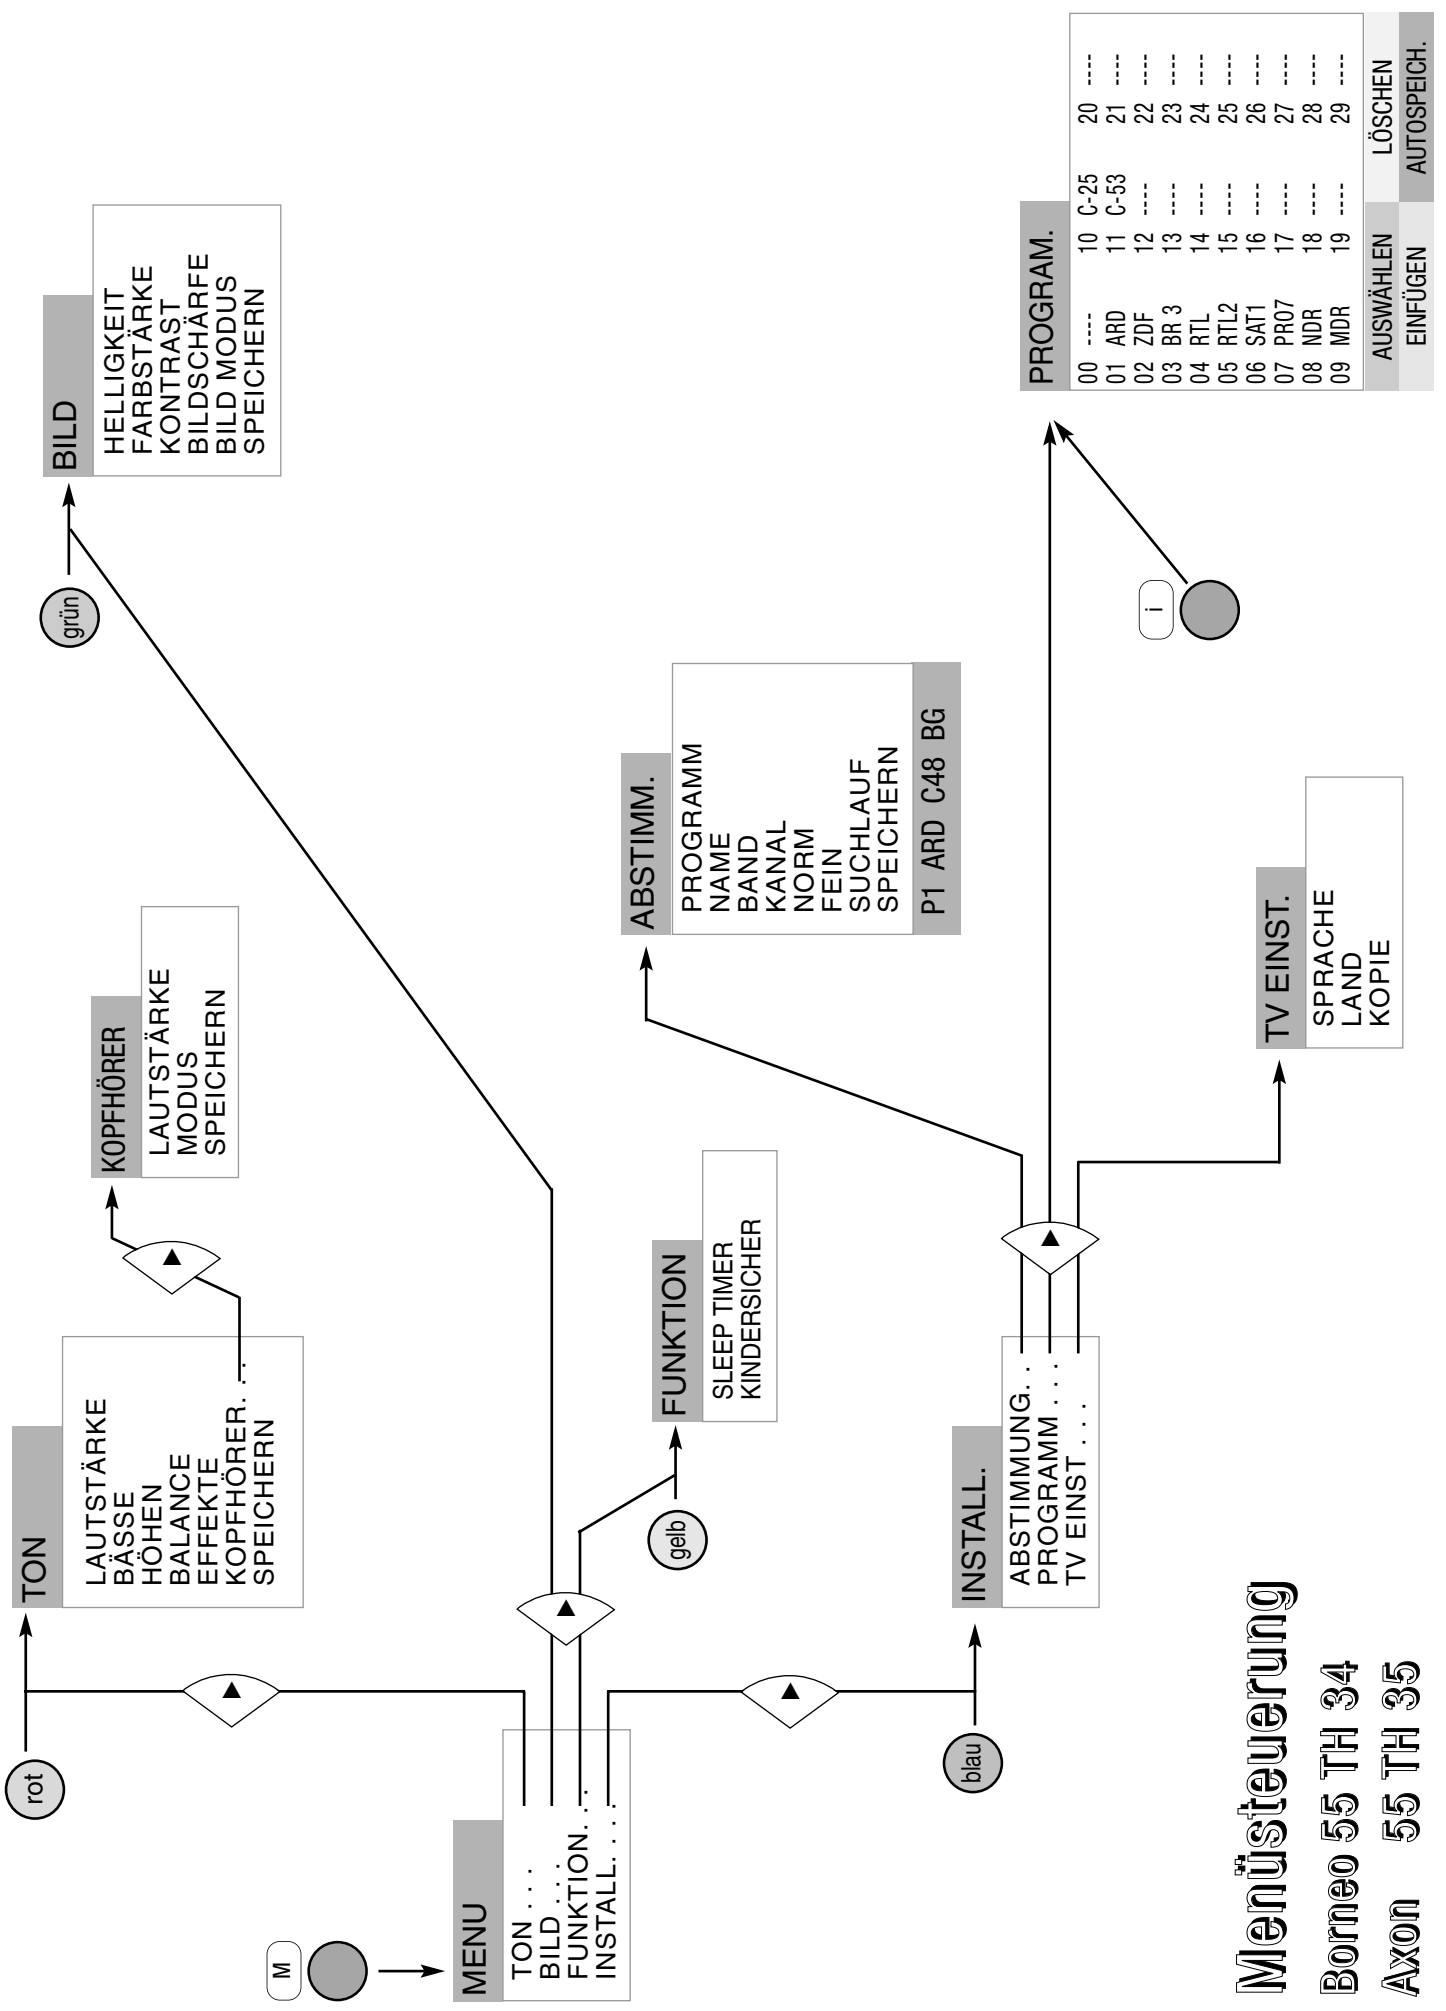 M
MENU
TON . . .
BILD . . .
FUNKTION. . .
INSTALL. . . .
rot
TON
LAUTSTÄRKE
BÄSSE
HÖHEN
BALANCE
EFFEKTE
KOPFHÖRER. . .
SPEICHERN
KOPFHÖRER
LAUTSTÄRKE
MODUS
SPEICHERN
grün
BILD
HELLIGKEIT
FARBSTÄRKE
KONTRAST
BILDSCHÄRFE
BILD MODUS
SPEICHERN
gelb
FUNKTION
SLEEP TIMER
KINDERSICHER
blau
INSTALL.
ABSTIMMUNG. . .
PROGRAMM . . .
TV EINST . . .
ABSTIMM.
PROGRAMM
NAME
BAND
KANAL
NORM
FEIN
SUCHLAUF
SPEICHERN
P1 ARD C48 BG
TV EINST.
SPRACHE
LAND
KOPIE
i
PROGRAM.
00 ---- 10 C-25 20 ----
01 ARD 11 C-53 21 ----
02 ZDF 12 ---- 22 ----
03 BR 3 13 ---- 23 ----
04 RTL 14 ---- 24 ----
05 RTL2 15 ---- 25 ----
06 SAT1 16 ---- 26 ----
07 PRO7 17 ---- 27 ----
08 NDR 18 ---- 28 ----
09 MDR 19 ---- 29 ----
AUSWÄHLEN LÖSCHEN
EINFÜGEN AUTOSPEICH.
Menüsteuerung
Borneo 55 TH 34
Axon 55 TH 35